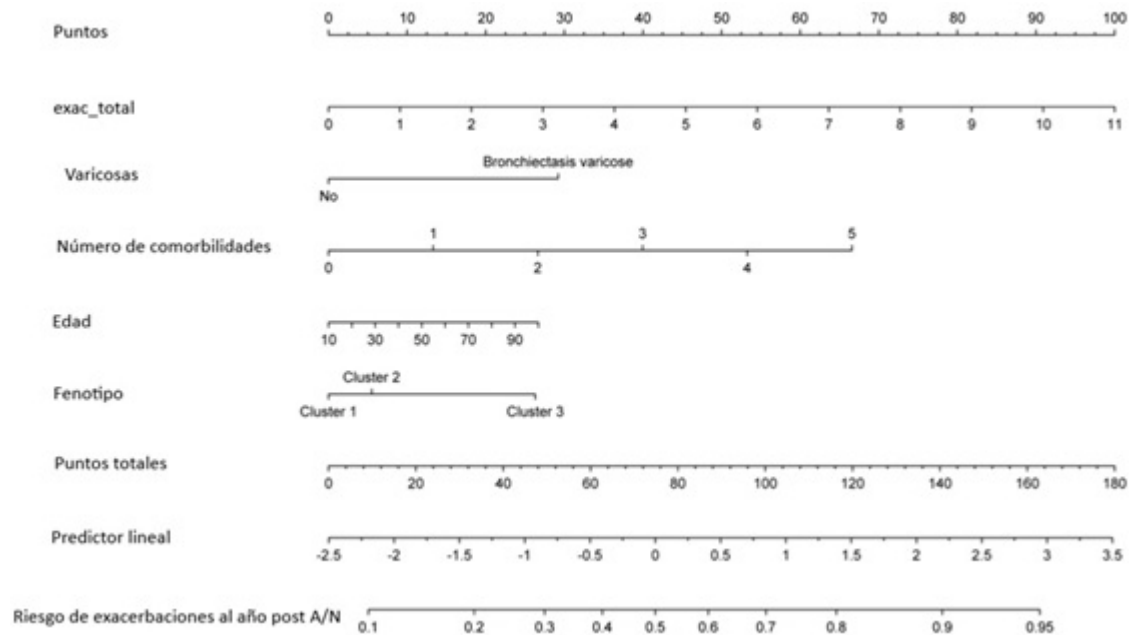 Puntos 0 10 20 30 40 50 60 70 80 90 100
exac_total 0 1 2 3 4 5 6 7 8 9 10 11
Bronchiectasis varicose
Varicosas
No
1 3 5
Número de comorbilidades
0 2 4
Edad
10 30 50 70 90
Cluster 2
Fenotipo
Cluster 1 Cluster 3
Puntos totales
0 20 40 60 80 100 120 140 160 180
Predictor lineal
-2.5 -2 -1.5 -1 -0.5 0 0.5 1 1.5 2 2.5 3 3.5
Riesgo de exacerbaciones al año post A/N 0.1 0.2 0.3 0.4 0.5 0.6 0.7 0.8 0.9 0.95